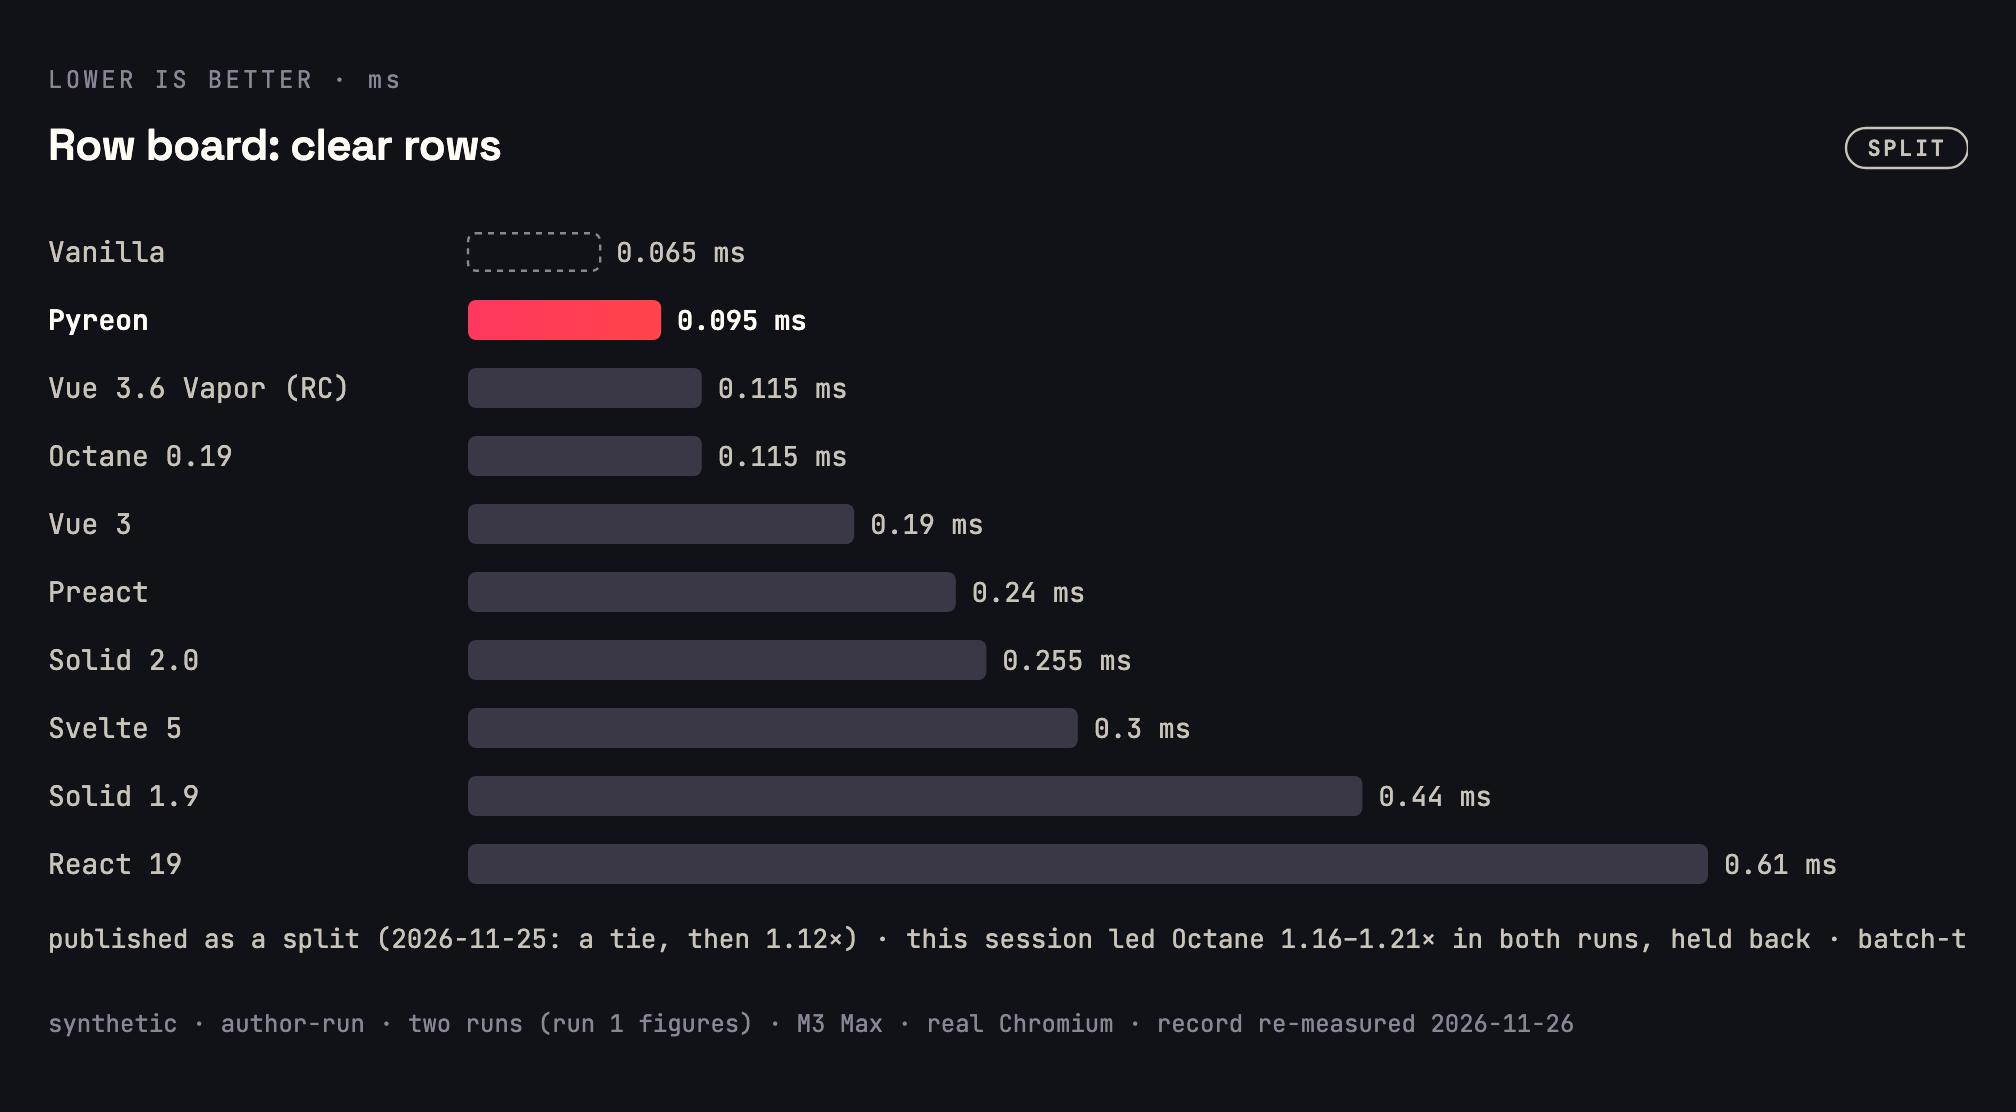 LOWER IS BETTER · ms
Row board: clear rows
SPLIT
Vanilla 0.065 ms
Pyreon 0.095 ms
Vue 3.6 Vapor (RC) 0.115 ms
Octane 0.19 0.115 ms
Vue 3 0.19 ms
Preact 0.24 ms
Solid 2.0 0.255 ms
Svelte 5 0.3 ms
Solid 1.9 0.44 ms
React 19 0.61 ms
published as a split (2026-11-25: a tie, then 1.12×) · this session led Octane 1.16–1.21× in both runs, held back · batch-t
synthetic · author-run · two runs (run 1 figures) · M3 Max · real Chromium · record re-measured 2026-11-26